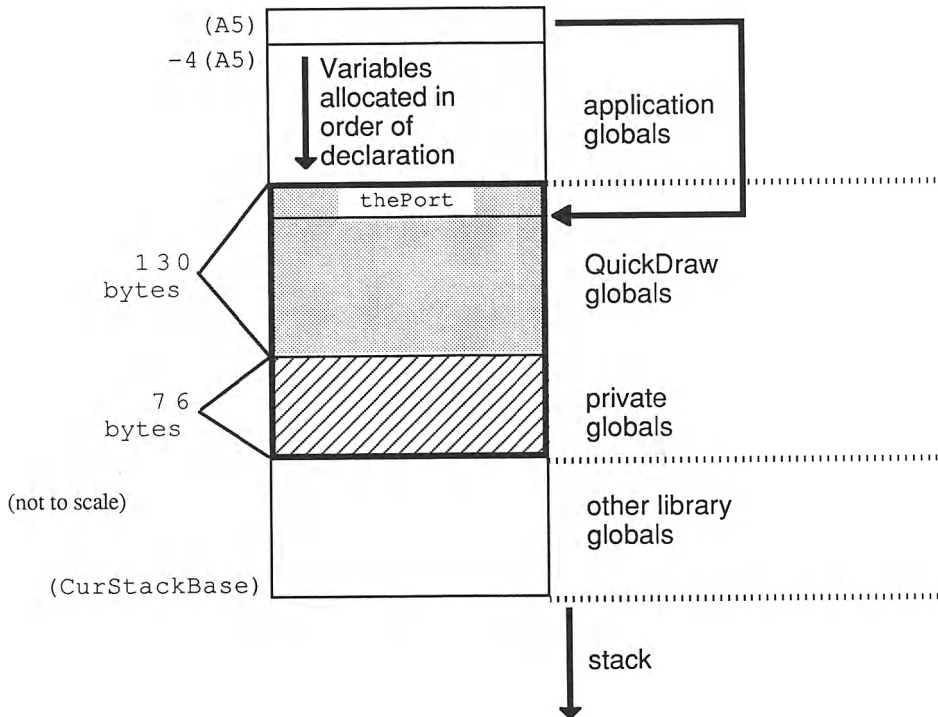 (A5)
-4(A5)
Variables
allocated in
order of
declaration
application
globals
thePort
130
bytes
QuickDraw
globals
76
bytes
private
globals
(not to scale)
other library
globals
(CurStackBase)
stack